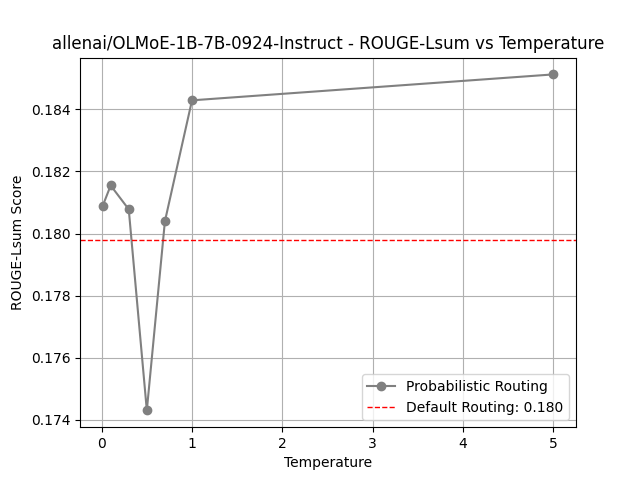 allenai/OLMoE-1B-7B-0924-Instruct - ROUGE-Lsum vs Temperature
ROUGE-Lsum Score
0.184
0.182
0.180
0.178
0.176
0.174
Probabilistic Routing
Default Routing: 0.180
0 1 2 3 4 5
Temperature